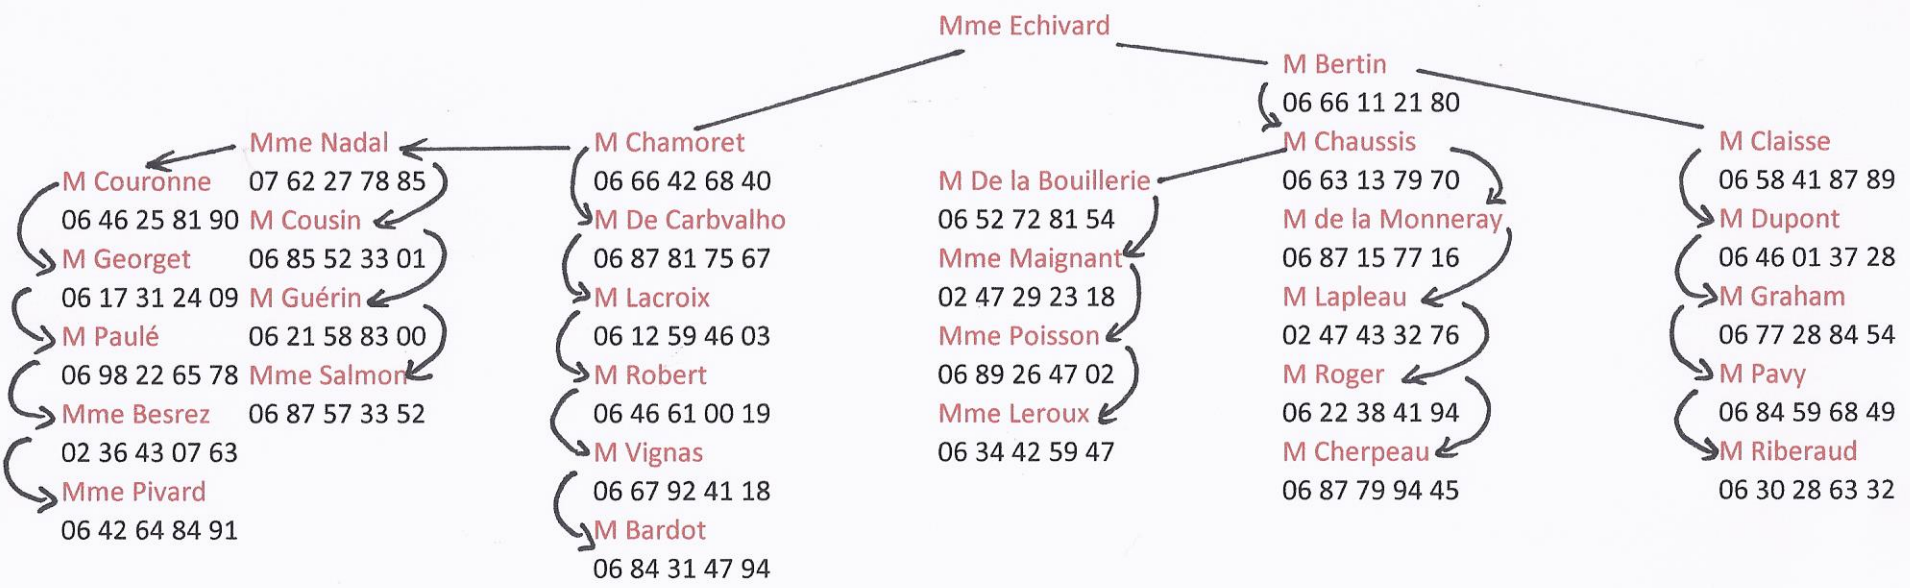 Mme Echivard
M Bertin
06 66 11 21 80
Mme Nadal
07 62 27 78 85
M Cousin
06 85 52 33 01
M Guérin
06 21 58 83 00
Mme Salmon
06 87 57 33 52
M Couronne
06 46 25 81 90
M Georget
06 17 31 24 09
M Paulé
06 98 22 65 78
Mme Besrez
02 36 43 07 63
Mme Pivard
06 42 64 84 91
M Chamoret
06 66 42 68 40
M De Carbvalho
06 87 81 75 67
M Lacroix
06 12 59 46 03
M Robert
06 46 61 00 19
M Vignas
06 67 92 41 18
M Bardot
06 84 31 47 94
M De la Bouillerie
06 52 72 81 54
Mme Maignant
02 47 29 23 18
Mme Poisson
06 89 26 47 02
Mme Leroux
06 34 42 59 47
M Chaussis
06 63 13 79 70
M de la Monneray
06 87 15 77 16
M Lapleau
02 47 43 32 76
M Roger
06 22 38 41 94
M Cherpeau
06 87 79 94 45
M Claisse
06 58 41 87 89
M Dupont
06 46 01 37 28
M Graham
06 77 28 84 54
M Pavy
06 84 59 68 49
M Riberaud
06 30 28 63 32